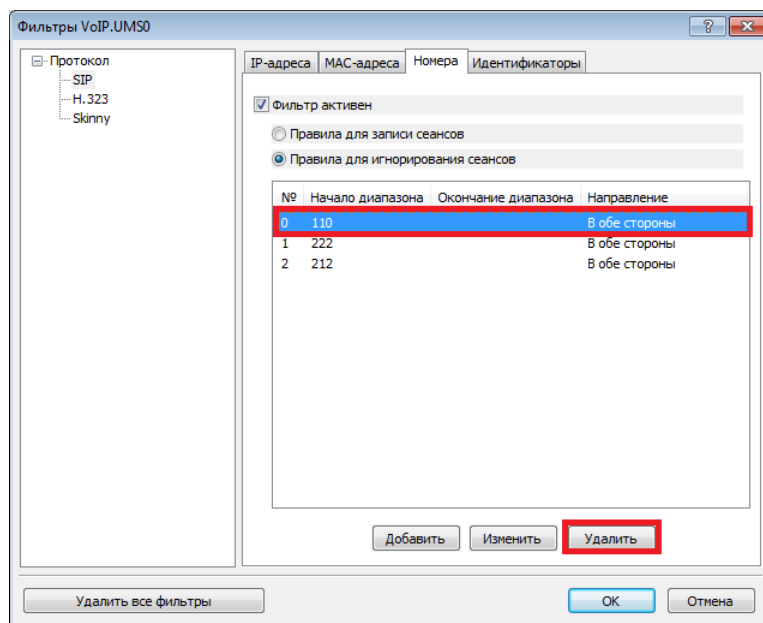 Фильтры VoIP.UMS0
Протокол
SIP
H.323
Skinny
IP-адреса MAC-адреса Номера Идентификаторы
Фильтр активен
Правила для записи сеансов
Правила для игнорирования сеансов
№ Начало диапазона Окончание диапазона Направление
0 110 В обе стороны
1 222 В обе стороны
2 212 В обе стороны
Добавить Изменить Удалить
Удалить все фильтры OK Отмена